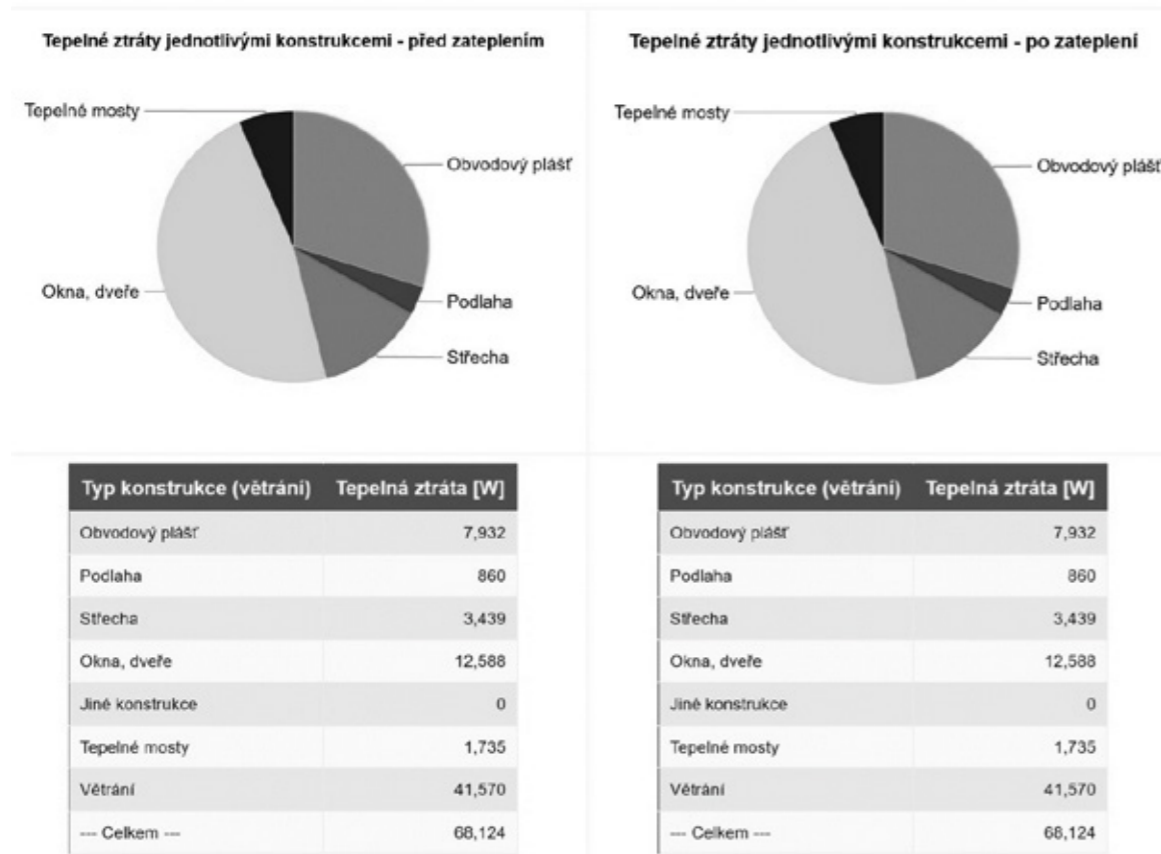 Tepelné ztráty jednotlivými konstrukcemi - před zateplením
Tepelné mosty
Obvodový plášť
Okna, dveře
Podlaha
Střecha
Typ konstrukce (větrání) Tepelná ztráta [W]
Obvodový plášť 7,932
Podlaha 860
Střecha 3,439
Okna, dveře 12,588
Jiné konstrukce 0
Tepelné mosty 1,735
Větrání 41,570
--- Celkem --- 68,124
Tepelné ztráty jednotlivými konstrukcemi - po zateplení
Tepelné mosty
Obvodový plášť
Okna, dveře
Podlaha
Střecha
Typ konstrukce (větrání) Tepelná ztráta [W]
Obvodový plášť 7,932
Podlaha 860
Střecha 3,439
Okna, dveře 12,588
Jiné konstrukce 0
Tepelné mosty 1,735
Větrání 41,570
--- Celkem --- 68,124